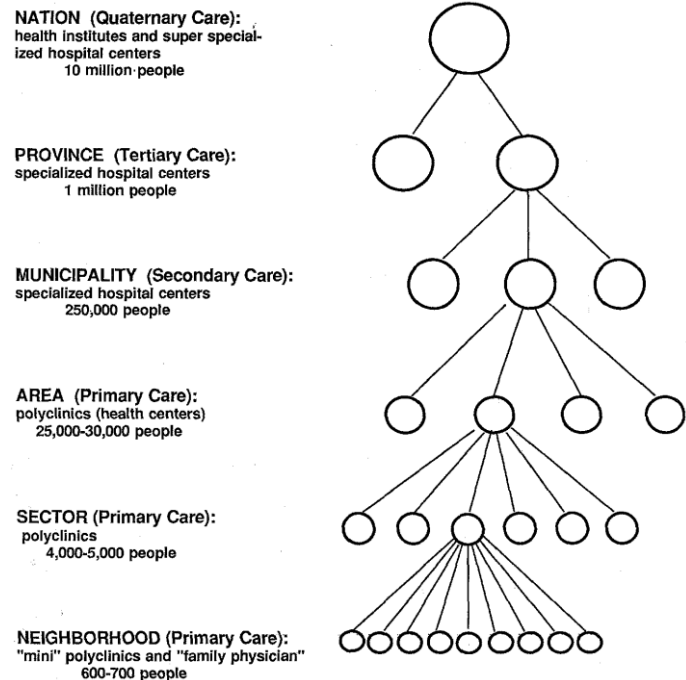 NATION (Quaternary Care):
health institutes and super special-
ized hospital centers
10 million people
PROVINCE (Tertiary Care):
specialized hospital centers
1 million people
MUNICIPALITY (Secondary Care):
specialized hospital centers
250,000 people
AREA (Primary Care):
polyclinics (health centers)
25,000-30,000 people
SECTOR (Primary Care):
polyclinics
4,000-5,000 people
NEIGHBORHOOD (Primary Care):
"mini" polyclinics and "family physician"
600-700 people